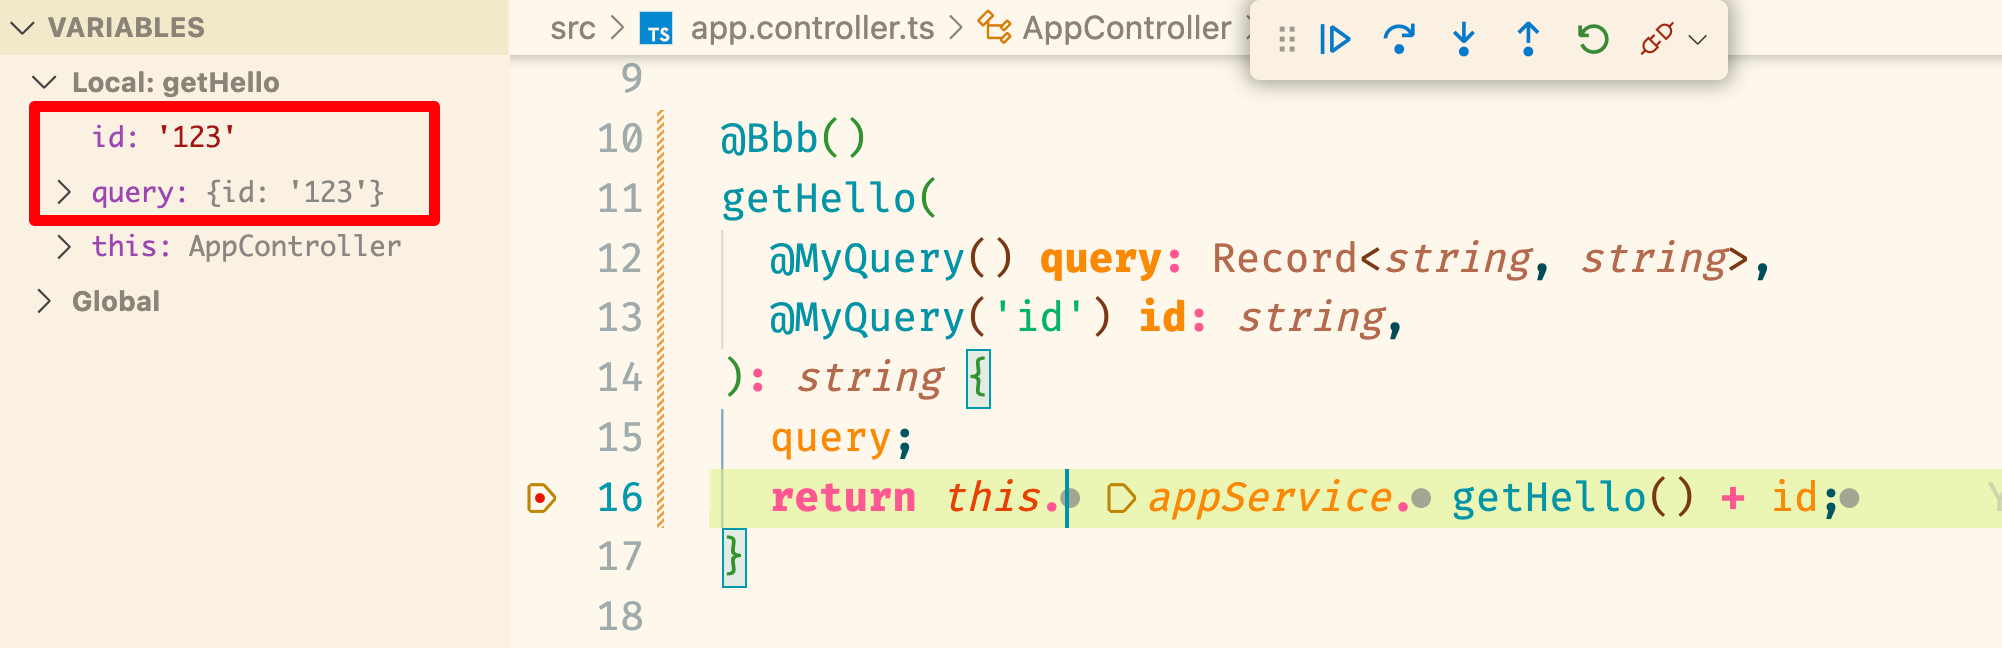 VARIABLES
Local: getHello
id: '123'
query: {id: '123'}
this: AppController
Global
src > TS app.controller.ts > AppController
9
10 @Bbb()
11 getHello(
12 @MyQuery() query: Record<string, string>,
13 @MyQuery('id') id: string,
14 ): string {
15 query;
16 return this.appService.getHello() + id;
17 }
18